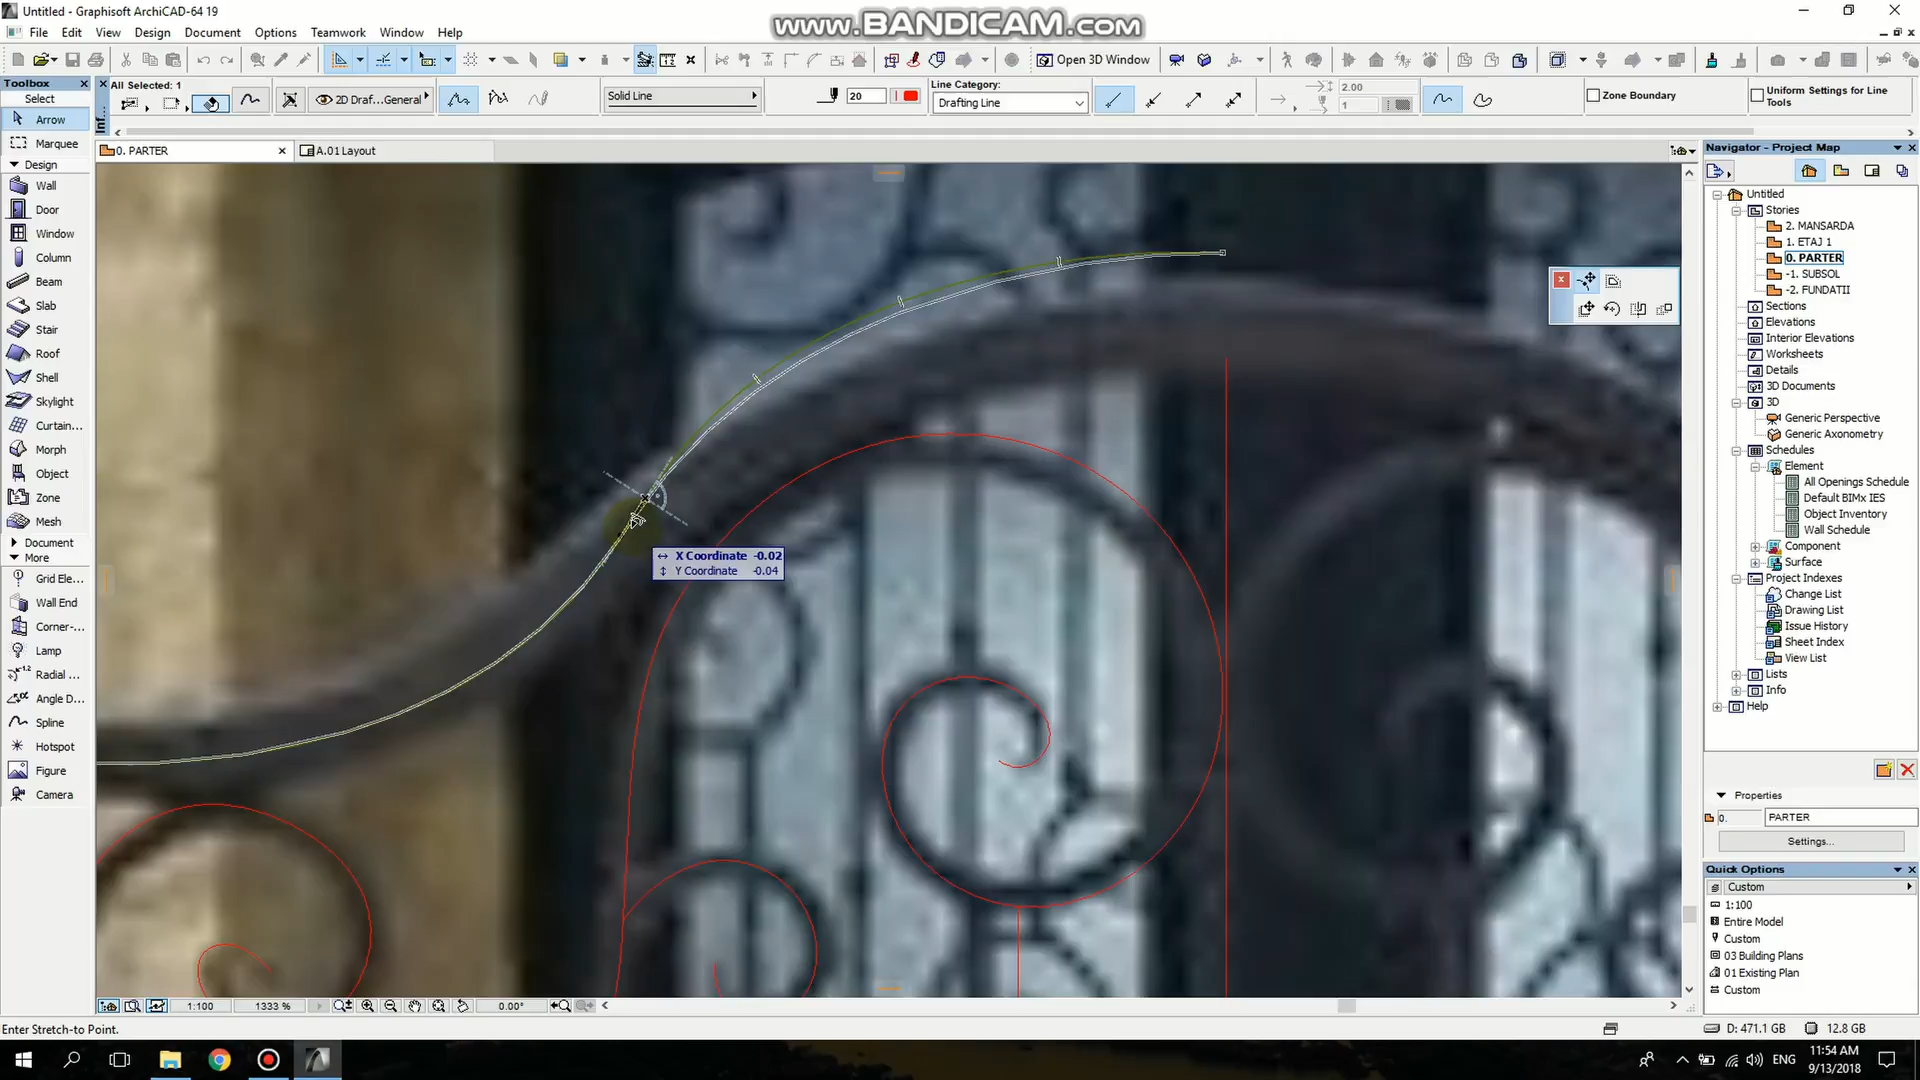 Untitled - Graphisoft ArchiCAD-64 19
www.BANDICAM.com
File Edit View Design Document Options Teamwork Window Help
Open 3D Window
Toolbox
Select
Arrow
Marquee
Design
Wall
Door
Window
Column
Beam
Slab
Stair
Roof
Shell
Skylight
Curtain...
Morph
Object
Zone
Mesh
Document
More
Grid Ele...
Wall End
Corner-...
Lamp
Radial ...
Angle D...
Spline
Hotspot
Figure
Camera
All Selected: 1
2D Draf...General
Solid Line
20
Line Category:
Drafting Line
2.00
1
Zone Boundary
Uniform Settings for Line Tools
0. PARTER
A.01 Layout
X Coordinate -0.02
Y Coordinate -0.04
1:100
1333 %
0.00°
Navigator - Project Map
Untitled
Stories
2. MANSARDA
1. ETAJ 1
0. PARTER
-1. SUBSOL
-2. FUNDATII
Sections
Elevations
Interior Elevations
Worksheets
Details
3D Documents
3D
Generic Perspective
Generic Axonometry
Schedules
Element
All Openings Schedule
Default BIMx IES
Object Inventory
Wall Schedule
Component
Surface
Project Indexes
Change List
Drawing List
Issue History
Sheet Index
View List
Lists
Info
Help
Properties
0. PARTER
Settings...
Quick Options
Custom
1:100
Entire Model
Custom
03 Building Plans
01 Existing Plan
Custom
Enter Stretch-to Point.
D: 471.1 GB
12.8 GB
ENG
11:54 AM
9/13/2018